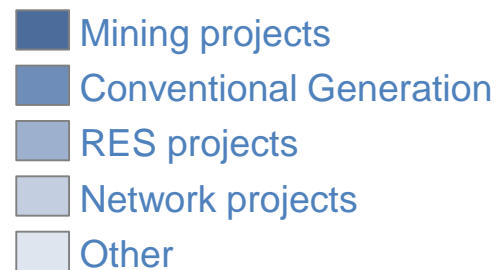 Mining projects
Conventional Generation
RES projects
Network projects
Other